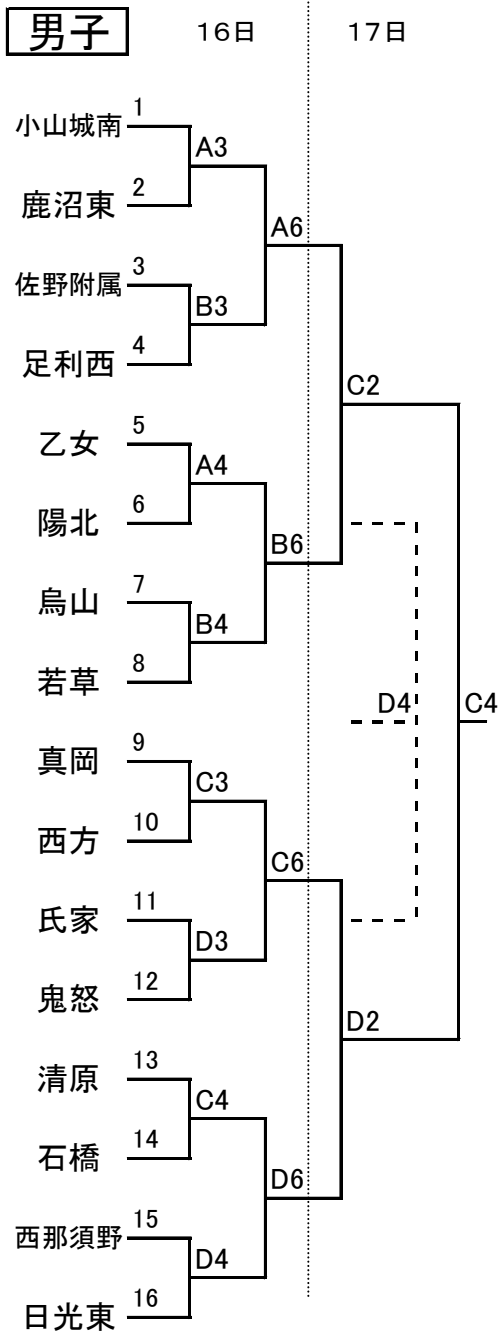 男子 16日 17日
1
小山城南
A3
2
鹿沼東
A6
3
佐野附属
B3
4
足利西
C2
5
乙女
A4
6
陽北
B6
7
烏山
B4
8
若草
D4 C4
9
真岡
C3
10
西方
C6
11
氏家
D3
12
鬼怒
D2
13
清原
C4
14
石橋
D6
15
西那須野
D4
16
日光東